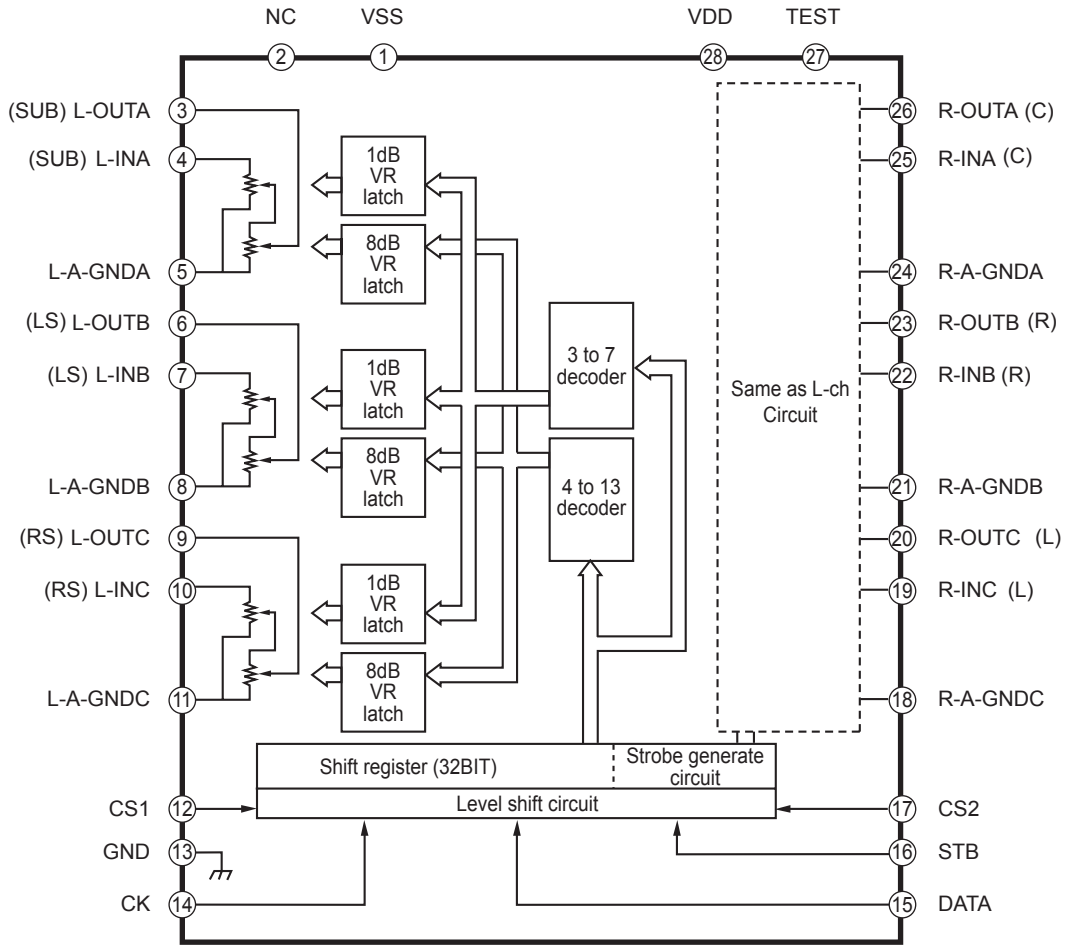 NC VSS VDD TEST
2 1 28 27
(SUB) L-OUTA 3
(SUB) L-INA 4
L-A-GNDA 5
(LS) L-OUTB 6
(LS) L-INB 7
L-A-GNDB 8
(RS) L-OUTC 9
(RS) L-INC 10
L-A-GNDC 11
CS1 12
GND 13
CK 14
1dB
VR
latch
8dB
VR
latch
1dB
VR
latch
8dB
VR
latch
1dB
VR
latch
8dB
VR
latch
3 to 7
decoder
4 to 13
decoder
Same as L-ch
Circuit
Shift register (32BIT)
Strobe generate
circuit
Level shift circuit
26 R-OUTA (C)
25 R-INA (C)
24 R-A-GNDA
23 R-OUTB (R)
22 R-INB (R)
21 R-A-GNDB
20 R-OUTC (L)
19 R-INC (L)
18 R-A-GNDC
17 CS2
16 STB
15 DATA